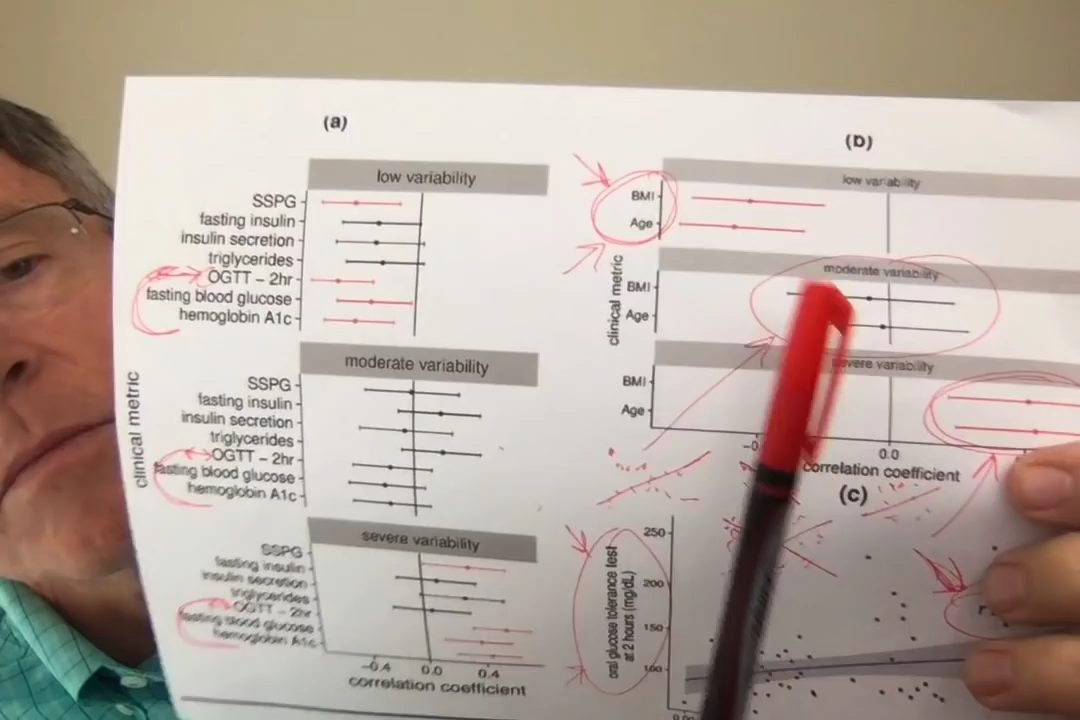 (a)
low variability
SSPG
fasting insulin
insulin secretion
triglycerides
OGTT – 2hr
fasting blood glucose
hemoglobin A1c
moderate variability
SSPG
fasting insulin
insulin secretion
triglycerides
OGTT – 2hr
fasting blood glucose
hemoglobin A1c
severe variability
SSPG
fasting insulin
insulin secretion
triglycerides
OGTT – 2hr
fasting blood glucose
hemoglobin A1c
clinical metric
−0.4 0.0 0.4
correlation coefficient
(b)
low variability
BMI
Age
moderate variability
BMI
Age
severe variability
BMI
Age
clinical metric
0.0
correlation coefficient
(c)
oral glucose tolerance test
at 2 hours (mg/dL)
250
200
150
100
0.00
r